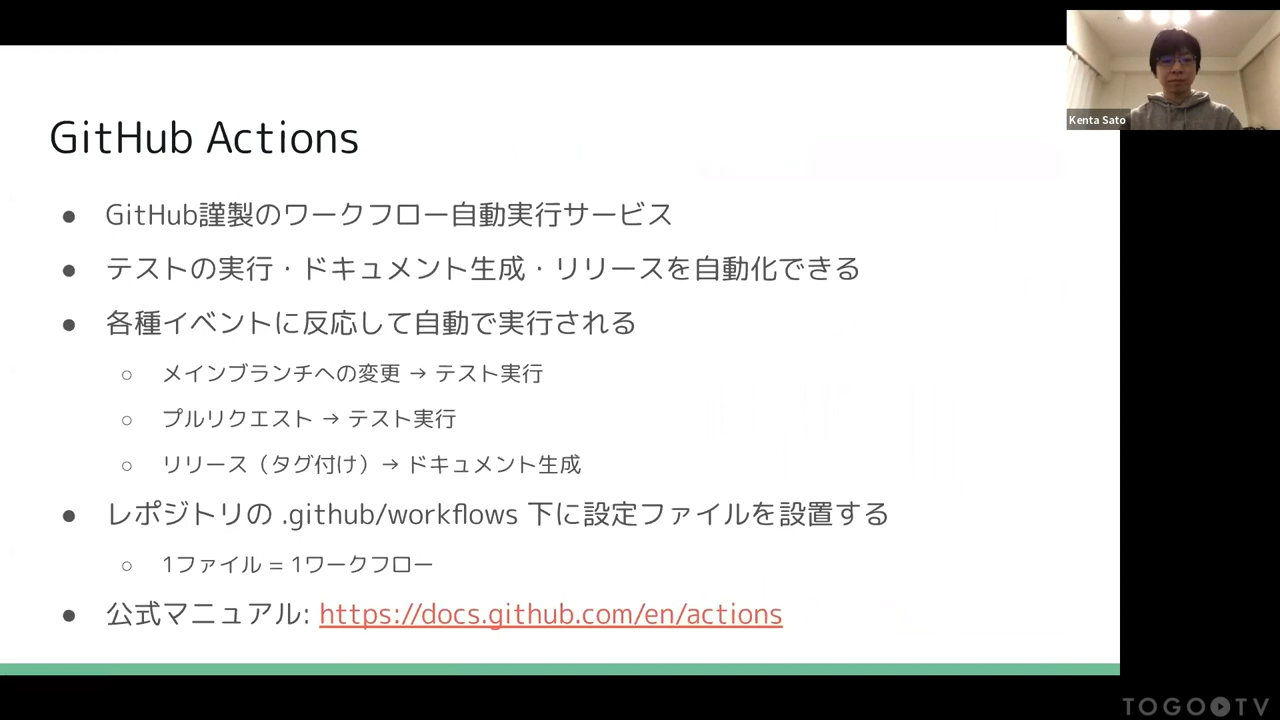 GitHub Actions
● GitHub謹製のワークフロー自動実行サービス
● テストの実行・ドキュメント生成・リリースを自動化できる
● 各種イベントに反応して自動で実行される
○ メインブランチへの変更 → テスト実行
○ プルリクエスト → テスト実行
○ リリース（タグ付け）→ ドキュメント生成
● レポジトリの .github/workflows 下に設定ファイルを設置する
○ 1ファイル = 1ワークフロー
● 公式マニュアル: https://docs.github.com/en/actions
Kenta Sato
TOGO TV